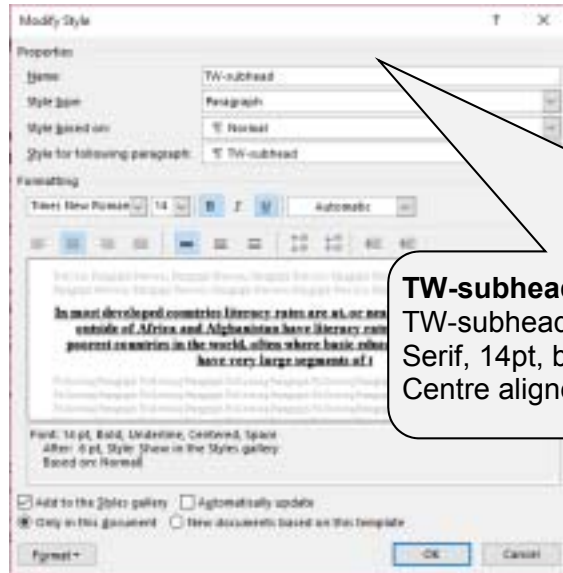 Modify Style ? X
Properties
Name: TW-subhead
Style type: Paragraph
Style based on: ¶ Normal
Style for following paragraph: ¶ TW-subhead
Formatting
Times New Roman 14 B I U Automatic
In most developed countries literacy rates are at, or near
outside of Africa and Afghanistan have literacy rates
poorest countries in the world, often where basic educa
have very large segments of t
Font: 14 pt, Bold, Underline, Centered, Space
After: 6 pt, Style: Show in the Styles gallery
Based on: Normal
Add to the Styles gallery Automatically update
Only in this document New documents based on this template
Format OK Cancel
TW-subhead
TW-subhead
Serif, 14pt, b
Centre aligne